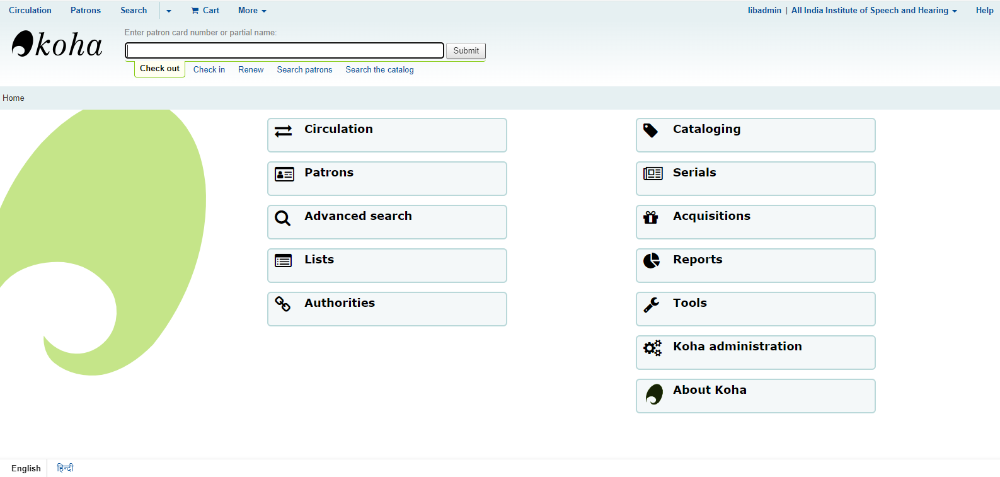 Circulation Patrons Search Cart More libadmin | All India Institute of Speech and Hearing Help
koha
Enter patron card number or partial name:
Submit
Check out Check in Renew Search patrons Search the catalog
Home
Circulation
Patrons
Advanced search
Lists
Authorities
Cataloging
Serials
Acquisitions
Reports
Tools
Koha administration
About Koha
English हिन्दी